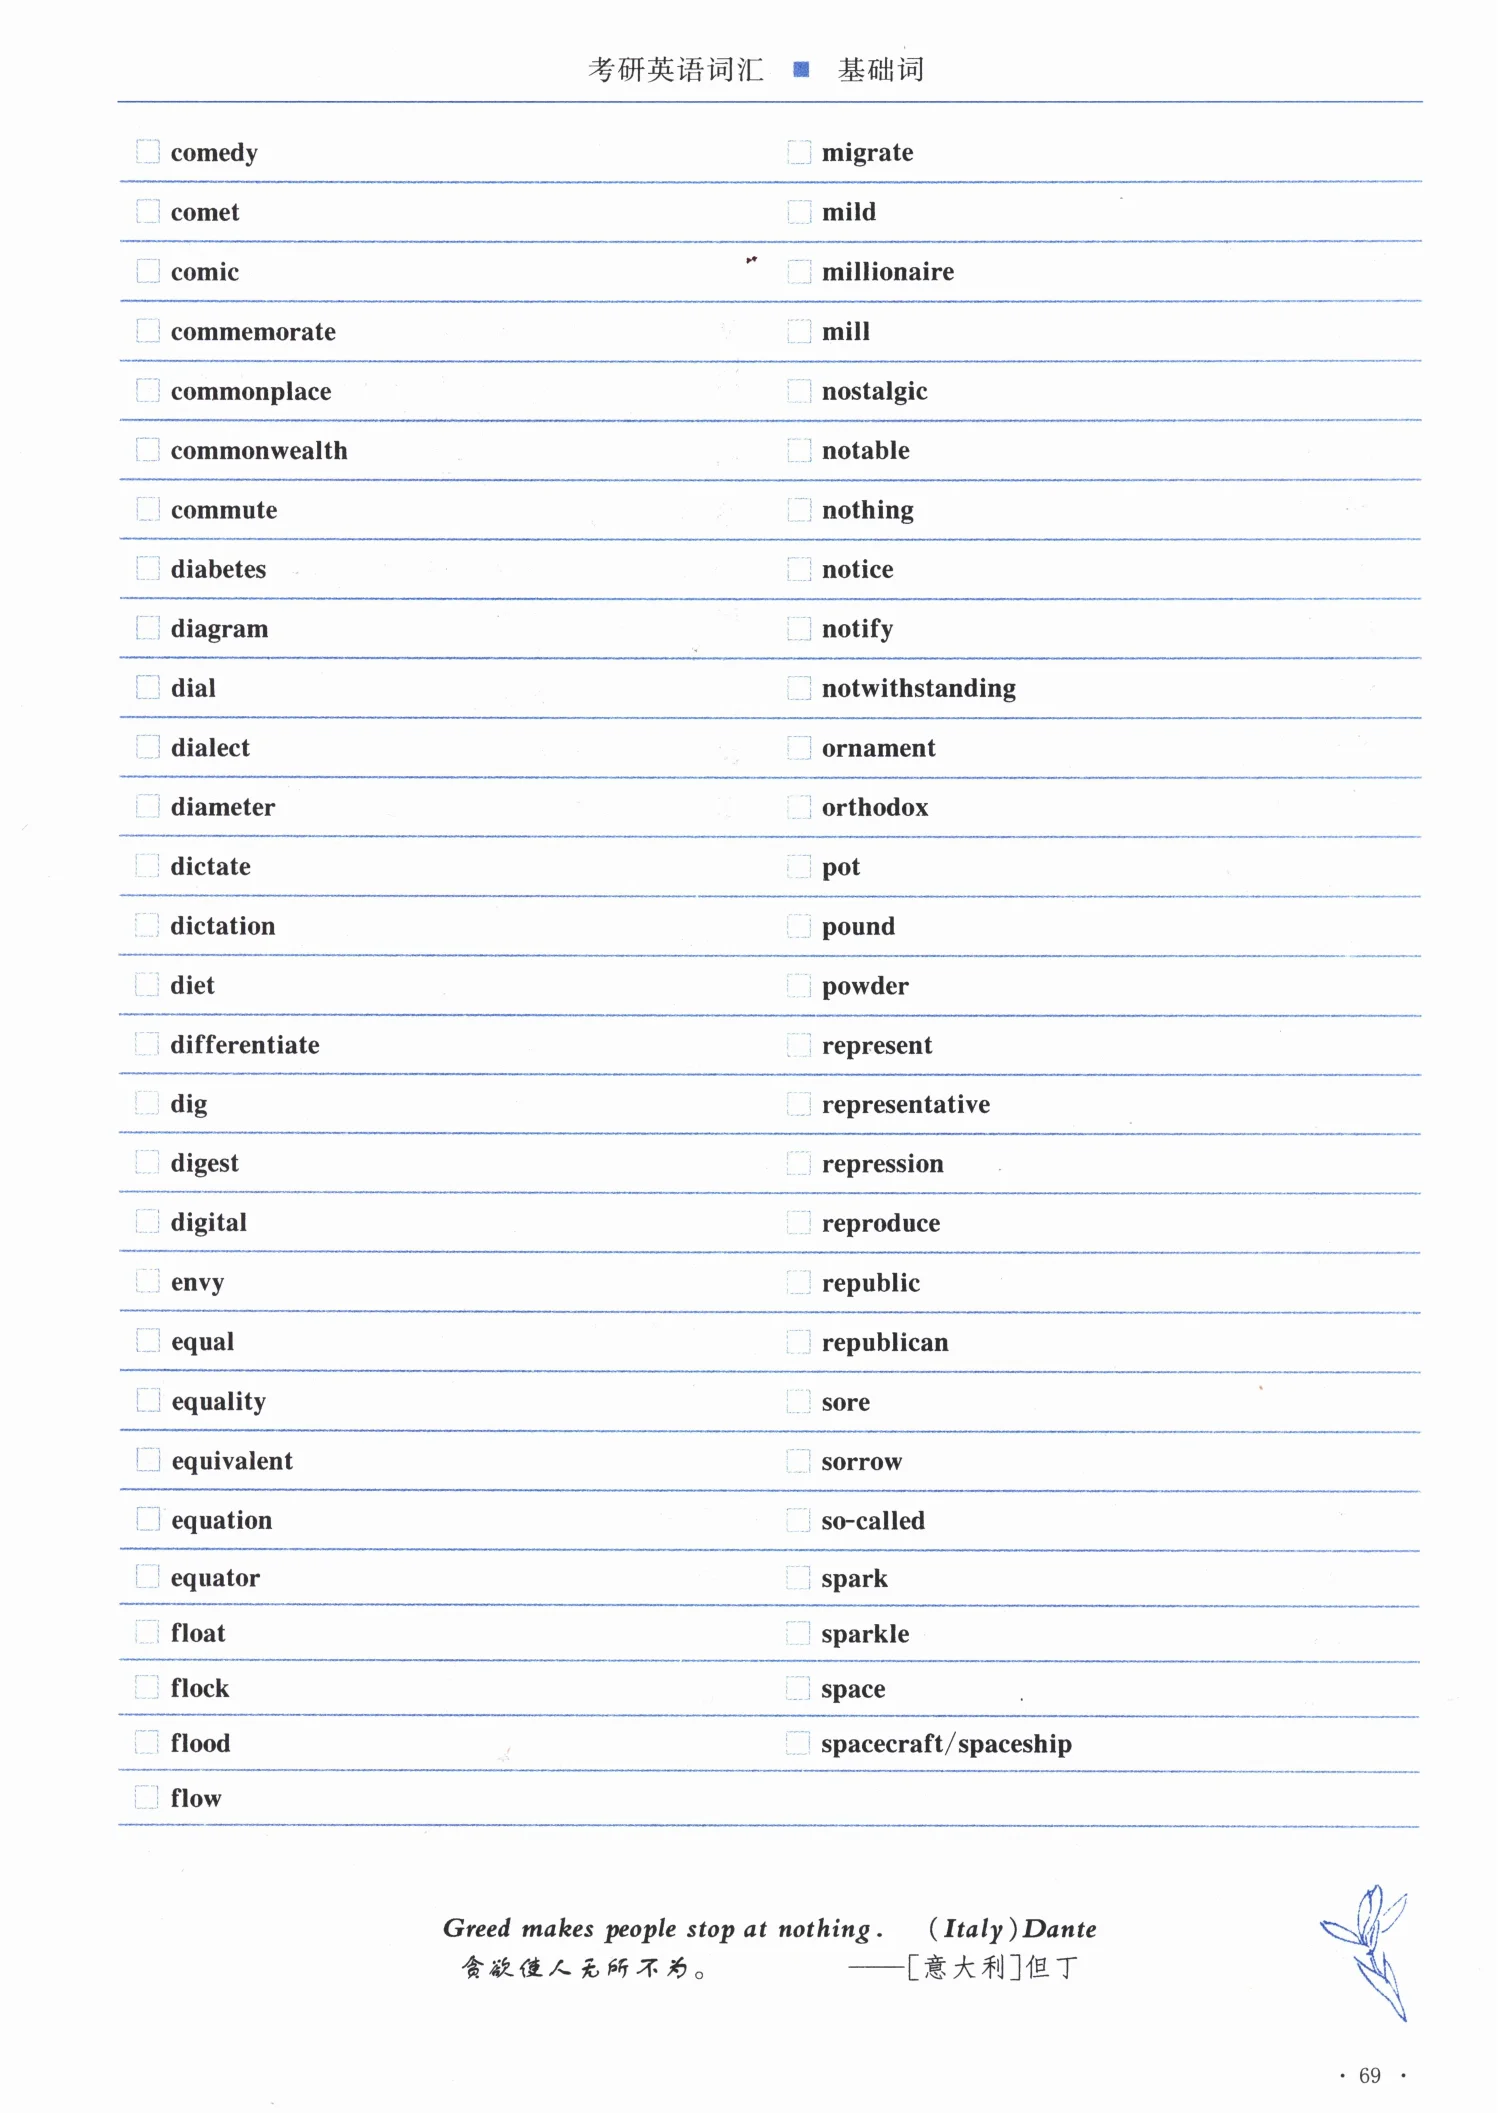 考研英语词汇 ■ 基础词
comedy
comet
comic
commemorate
commonplace
commonwealth
commute
diabetes
diagram
dial
dialect
diameter
dictate
dictation
diet
differentiate
dig
digest
digital
envy
equal
equality
equivalent
equation
equator
float
flock
flood
flow
migrate
mild
millionaire
mill
nostalgic
notable
nothing
notice
notify
notwithstanding
ornament
orthodox
pot
pound
powder
represent
representative
repression
reproduce
republic
republican
sore
sorrow
so-called
spark
sparkle
space
spacecraft/spaceship
Greed makes people stop at nothing. (Italy)Dante
贪欲使人无所不为。 ——[意大利]但丁
· 69 ·